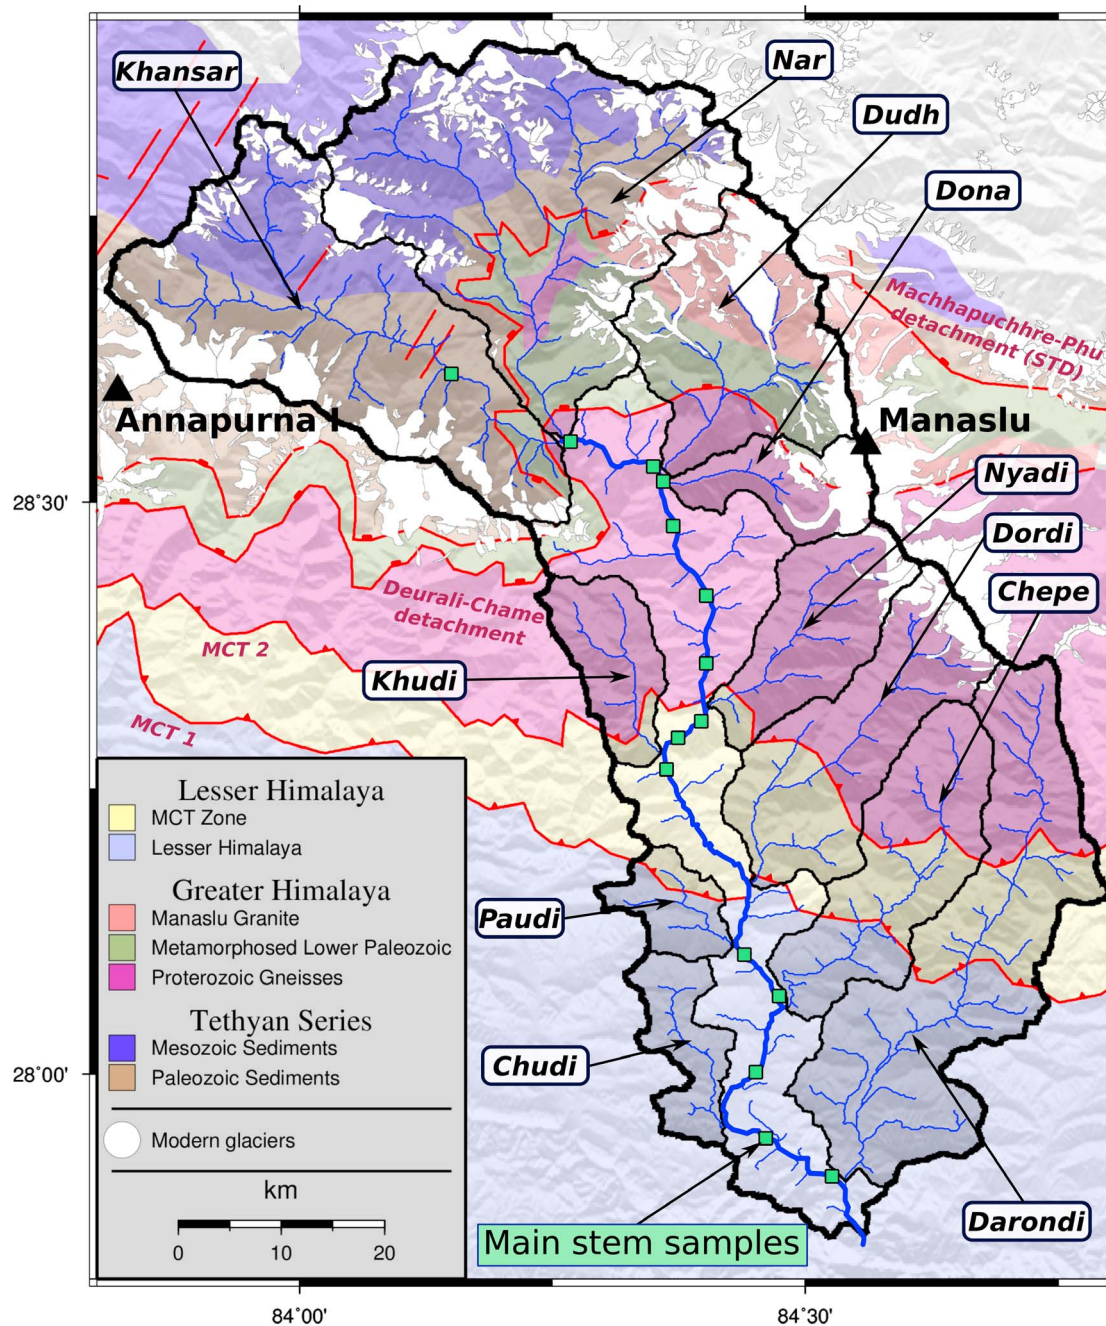 Khansar
Nar
Dudh
Dona
Machhapuchhre-Phu
detachment (STD)
Annapurna I
Manaslu
Nyadi
28°30'
Dordi
Chepe
Deurali-Chame
detachment
MCT 2
Khudi
MCT 1
Lesser Himalaya
MCT Zone
Lesser Himalaya
Greater Himalaya
Manaslu Granite
Metamorphosed Lower Paleozoic
Proterozoic Gneisses
Tethyan Series
Mesozoic Sediments
Paleozoic Sediments
Modern glaciers
km
0 10 20
Paudi
28°00'
Chudi
Darondi
Main stem samples
84°00' 84°30'